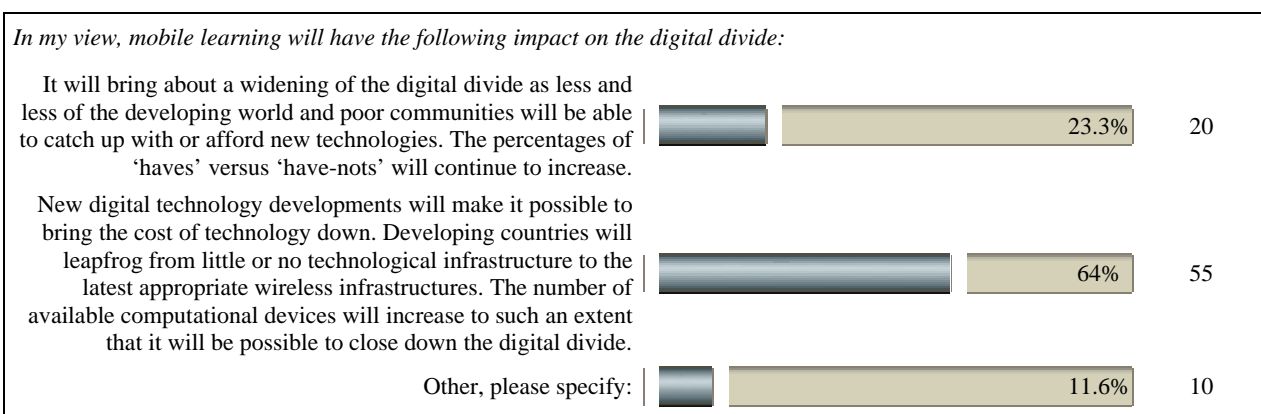 In my view, mobile learning will have the following impact on the digital divide:
It will bring about a widening of the digital divide as less and
less of the developing world and poor communities will be able
to catch up with or afford new technologies. The percentages of
‘haves’ versus ‘have-nots’ will continue to increase.
23.3% 20
New digital technology developments will make it possible to
bring the cost of technology down. Developing countries will
leapfrog from little or no technological infrastructure to the
latest appropriate wireless infrastructures. The number of
available computational devices will increase to such an extent
that it will be possible to close down the digital divide.
64% 55
Other, please specify: 11.6% 10